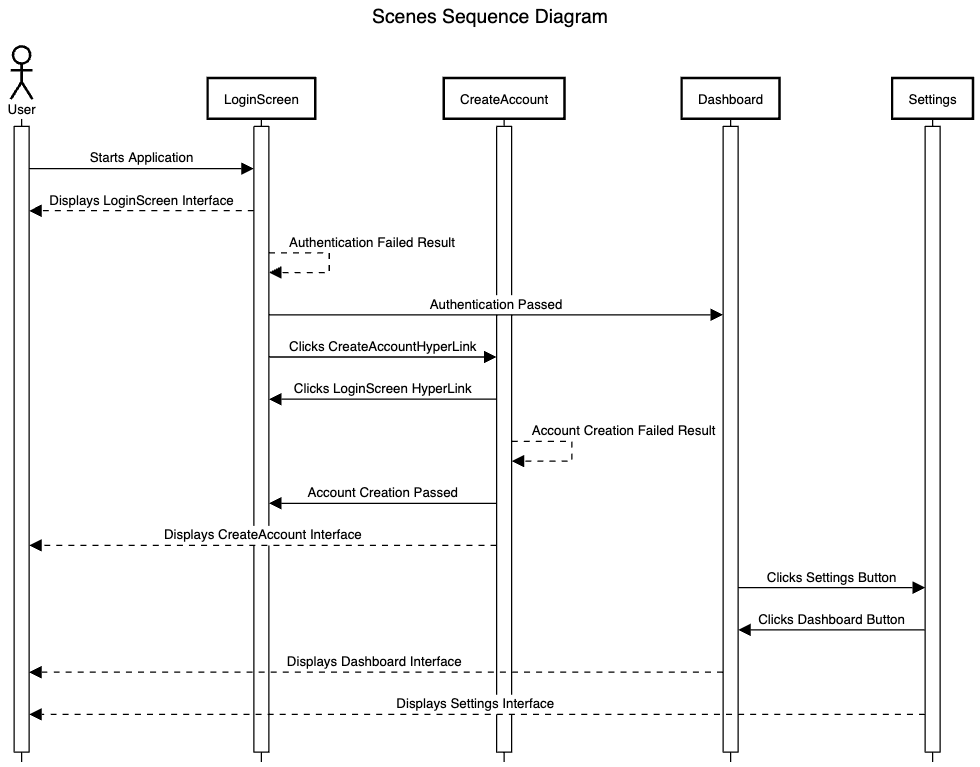 Scenes Sequence Diagram
User
LoginScreen
CreateAccount
Dashboard
Settings
Starts Application
Displays LoginScreen Interface
Authentication Failed Result
Authentication Passed
Clicks CreateAccountHyperLink
Clicks LoginScreen HyperLink
Account Creation Failed Result
Account Creation Passed
Displays CreateAccount Interface
Clicks Settings Button
Clicks Dashboard Button
Displays Dashboard Interface
Displays Settings Interface